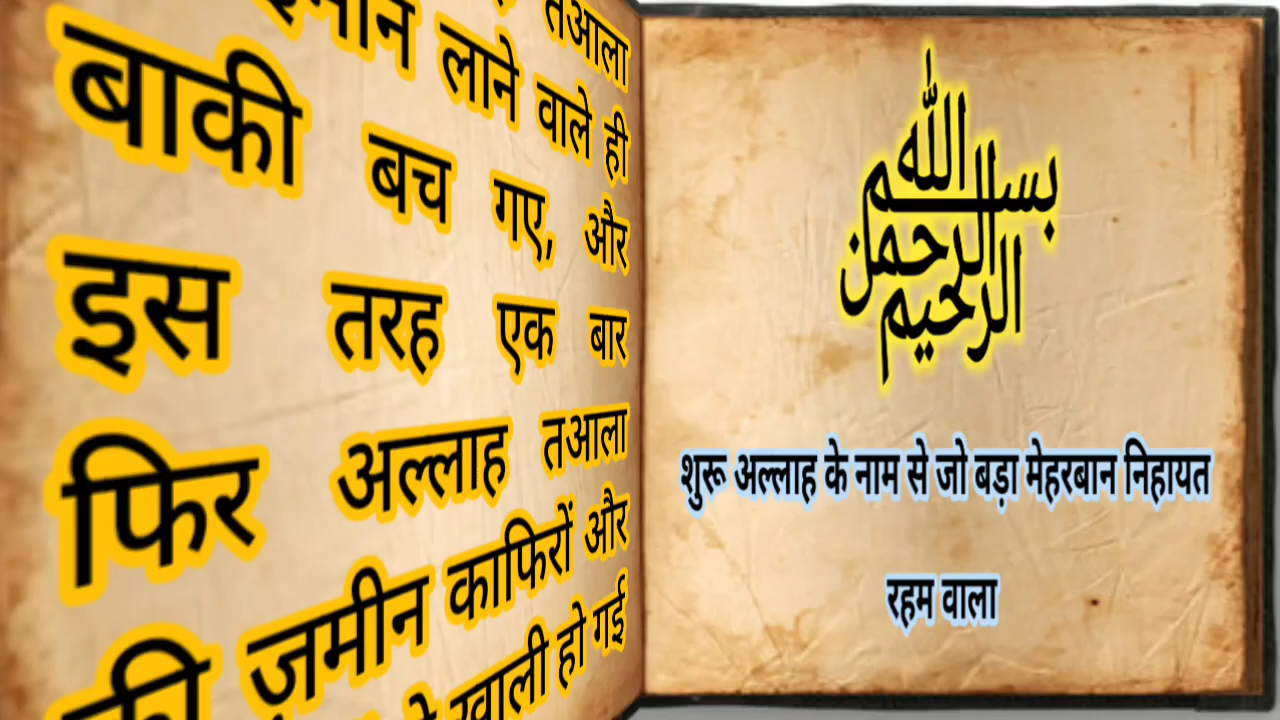 तआला
लाने वाले ही
बाकी बच गए, और
इस तरह एक बार
फिर अल्लाह तआला
की ज़मीन काफिरों और
खाली हो गई
بسم الله
الرحمن
الرحيم
शुरू अल्लाह के नाम से जो बड़ा मेहरबान निहायत
रहम वाला